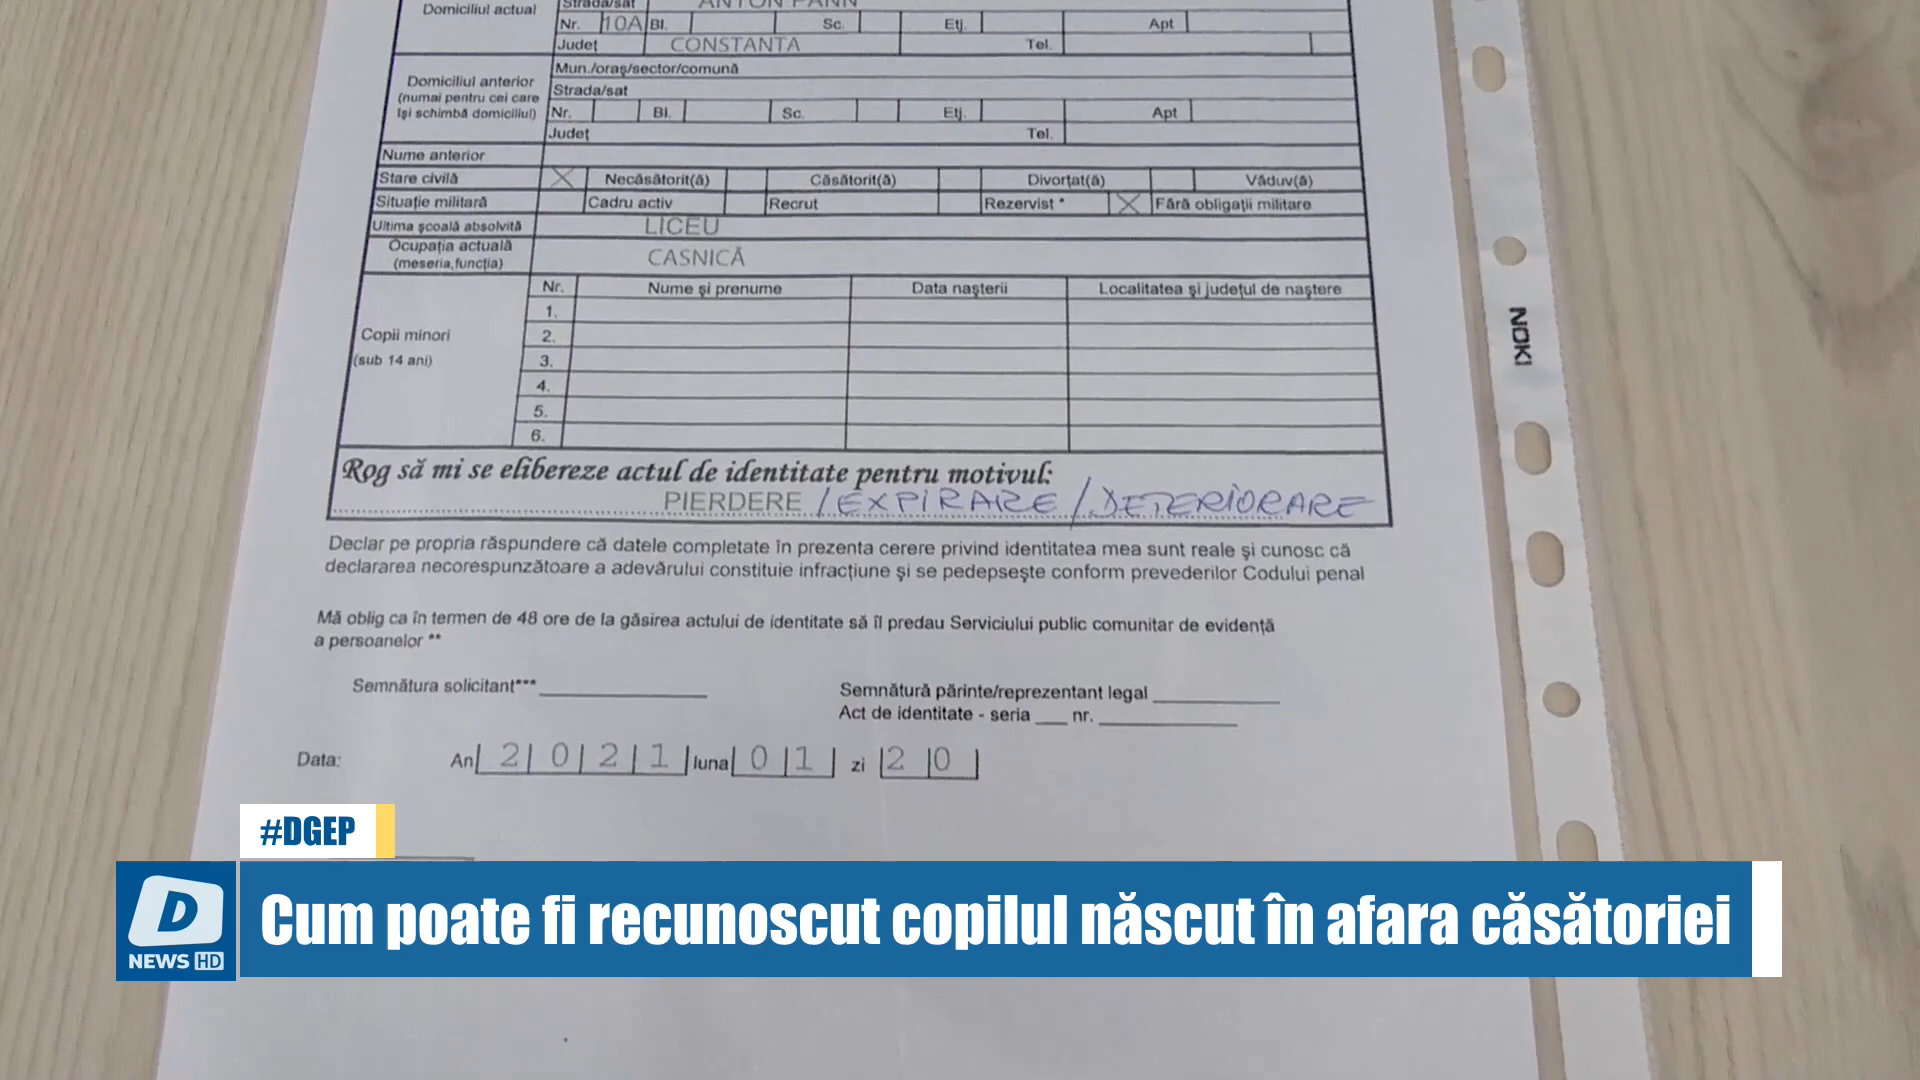 Domiciliul actual
Strada/sat ANTON PANN
Nr. 10A Bl. Sc. Etj. Apt
Județ CONSTANTA Tel.
Domiciliul anterior
(numai pentru cei care
își schimbă domiciliul)
Mun./oraș/sector/comună
Strada/sat
Nr. Bl. Sc. Etj. Apt
Județ Tel.
Nume anterior
Stare civilă X Necăsătorit(ă) Căsătorit(ă) Divorțat(ă) Văduv(ă)
Situație militară Cadru activ Recrut Rezervist * X Fără obligații militare
Ultima școală absolvită LICEU
Ocupația actuală
(meseria,funcția) CASNICĂ
Copii minori
(sub 14 ani)
Nr. Nume și prenume Data nașterii Localitatea și județul de naștere
1.
2.
3.
4.
5.
6.
Rog să mi se elibereze actul de identitate pentru motivul:
PIERDERE / EXPIRARE / DETERIORARE
Declar pe propria răspundere că datele completate în prezenta cerere privind identitatea mea sunt reale și cunosc că
declararea necorespunzătoare a adevărului constituie infracțiune și se pedepsește conform prevederilor Codului penal
Mă oblig ca în termen de 48 ore de la găsirea actului de identitate să îl predau Serviciului public comunitar de evidență
a persoanelor **
Semnătura solicitant***
Semnătură părinte/reprezentant legal
Act de identitate - seria ___ nr.
Data: An 2 0 2 1 luna 0 1 zi 2 0
NOKI
#DGEP
D NEWS HD
Cum poate fi recunoscut copilul născut în afara căsătoriei